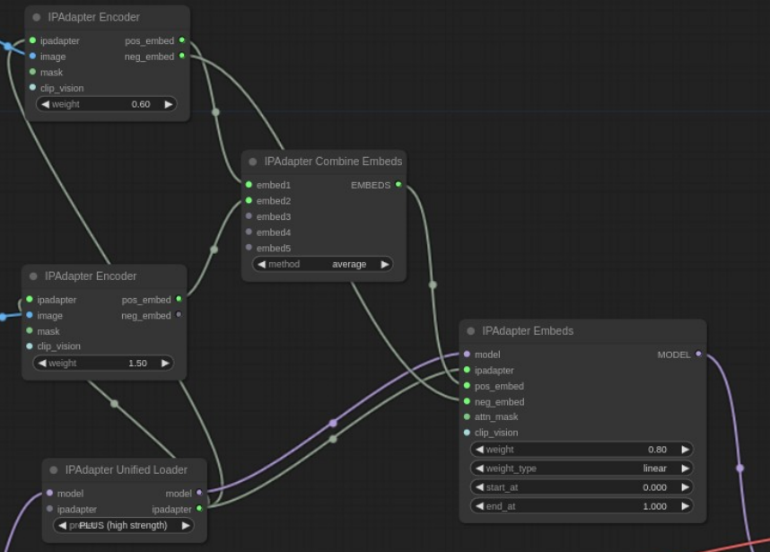 IPAdapter Encoder
ipadapter pos_embed
image neg_embed
mask
clip_vision
weight 0.60
IPAdapter Combine Embeds
embed1 EMBEDS
embed2
embed3
embed4
embed5
method average
IPAdapter Encoder
ipadapter pos_embed
image neg_embed
mask
clip_vision
weight 1.50
IPAdapter Embeds
model MODEL
ipadapter
pos_embed
neg_embed
attn_mask
clip_vision
weight 0.80
weight_type linear
start_at 0.000
end_at 1.000
IPAdapter Unified Loader
model model
ipadapter ipadapter
PLUS (high strength)